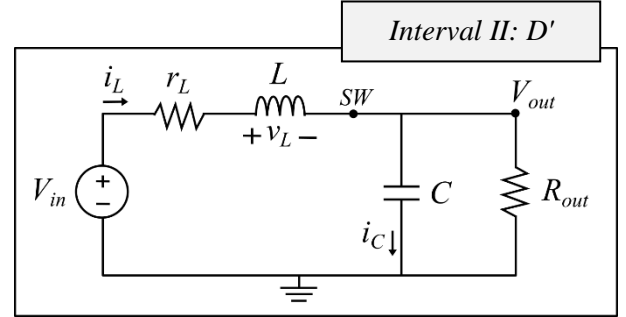 Interval II: D'
i_L
r_L
L
SW
V_out
+ v_L −
V_in
+
−
C
i_C
R_out